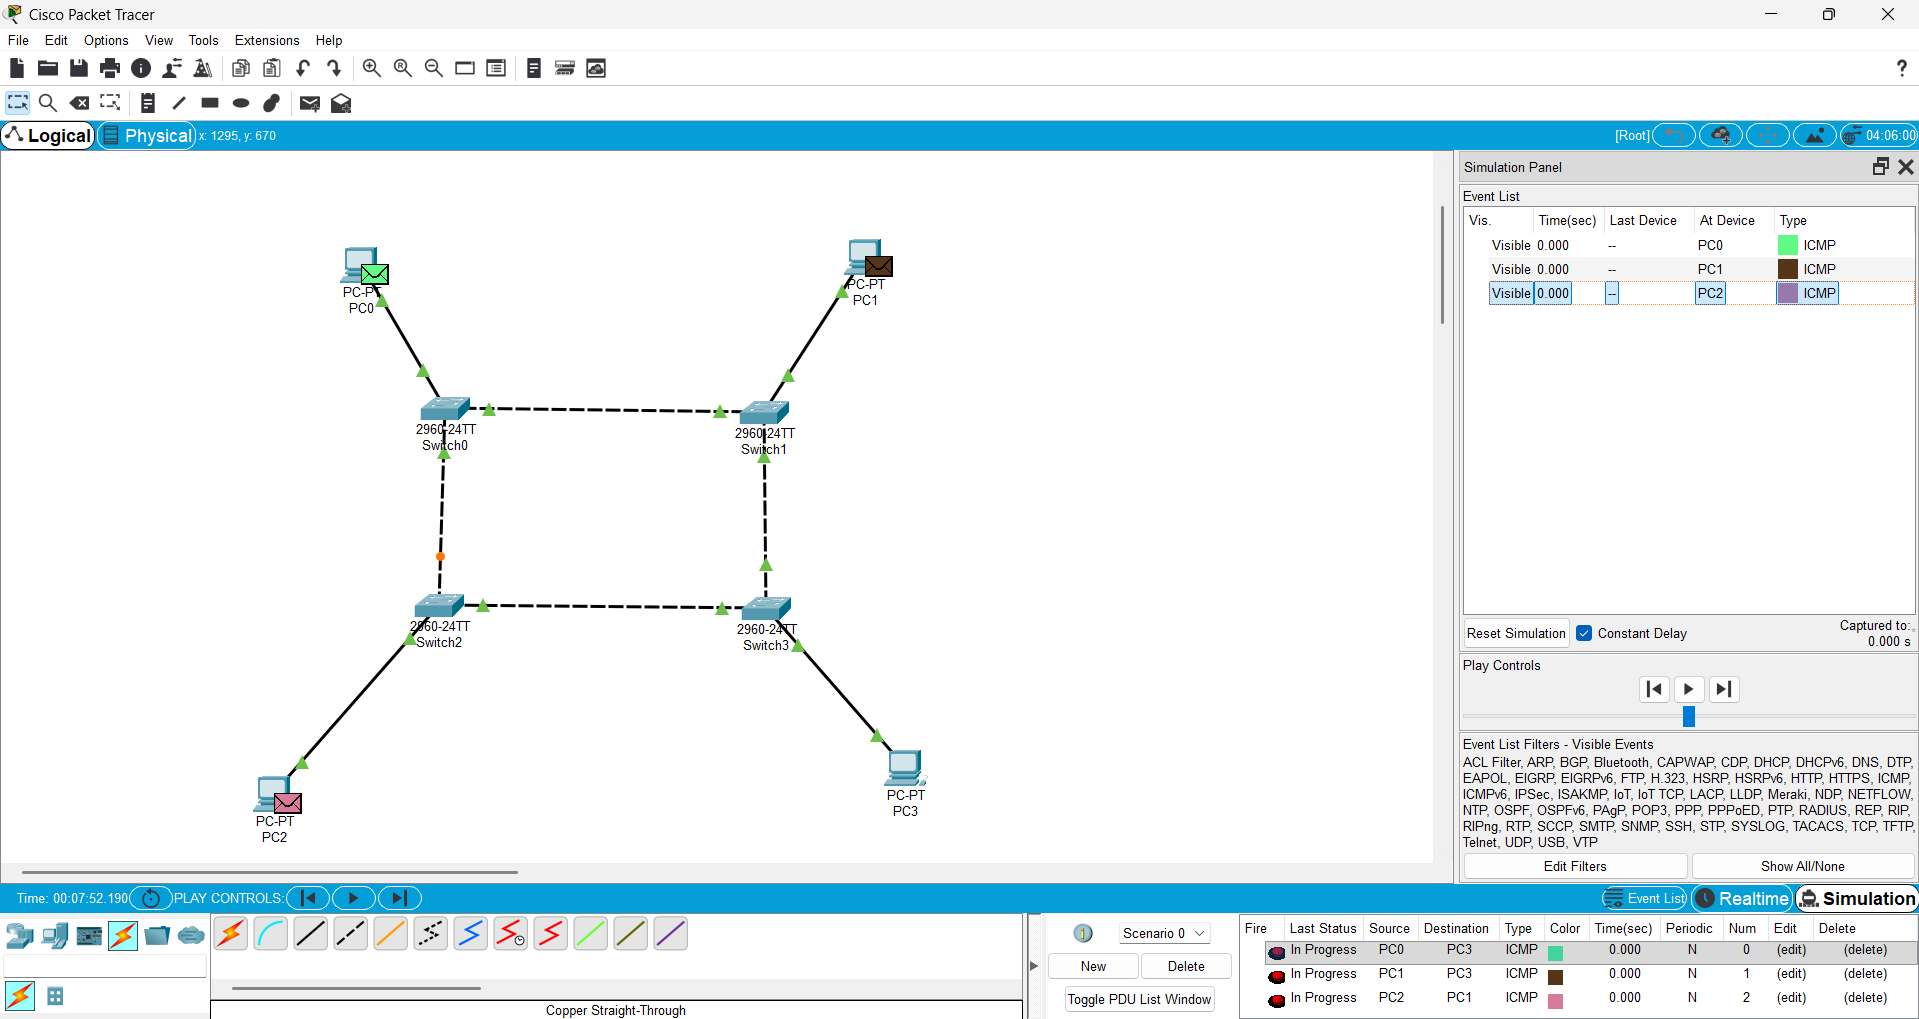 Cisco Packet Tracer
File Edit Options View Tools Extensions Help
Logical Physical x: 1295, y: 670 [Root] 04:06:00
Simulation Panel
Event List
Vis. Time(sec) Last Device At Device Type
Visible 0.000 -- PC0 ICMP
Visible 0.000 -- PC1 ICMP
Visible 0.000 -- PC2 ICMP
PC-PT
PC0
PC-PT
PC1
2960-24TT
Switch0
2960-24TT
Switch1
2960-24TT
Switch2
2960-24TT
Switch3
PC-PT
PC2
PC-PT
PC3
Reset Simulation Constant Delay Captured to:
0.000 s
Play Controls
Event List Filters - Visible Events
ACL Filter, ARP, BGP, Bluetooth, CAPWAP, CDP, DHCP, DHCPv6, DNS, DTP,
EAPOL, EIGRP, EIGRPv6, FTP, H.323, HSRP, HSRPv6, HTTP, HTTPS, ICMP,
ICMPv6, IPSec, ISAKMP, IoT, IoT TCP, LACP, LLDP, Meraki, NDP, NETFLOW,
NTP, OSPF, OSPFv6, PAgP, POP3, PPP, PPPoED, PTP, RADIUS, REP, RIP,
RIPng, RTP, SCCP, SMTP, SNMP, SSH, STP, SYSLOG, TACACS, TCP, TFTP,
Telnet, UDP, USB, VTP
Edit Filters Show All/None
Time: 00:07:52.190 PLAY CONTROLS: Event List Realtime Simulation
Scenario 0
New Delete
Toggle PDU List Window
Fire Last Status Source Destination Type Color Time(sec) Periodic Num Edit Delete
In Progress PC0 PC3 ICMP 0.000 N 0 (edit) (delete)
In Progress PC1 PC3 ICMP 0.000 N 1 (edit) (delete)
In Progress PC2 PC1 ICMP 0.000 N 2 (edit) (delete)
Copper Straight-Through